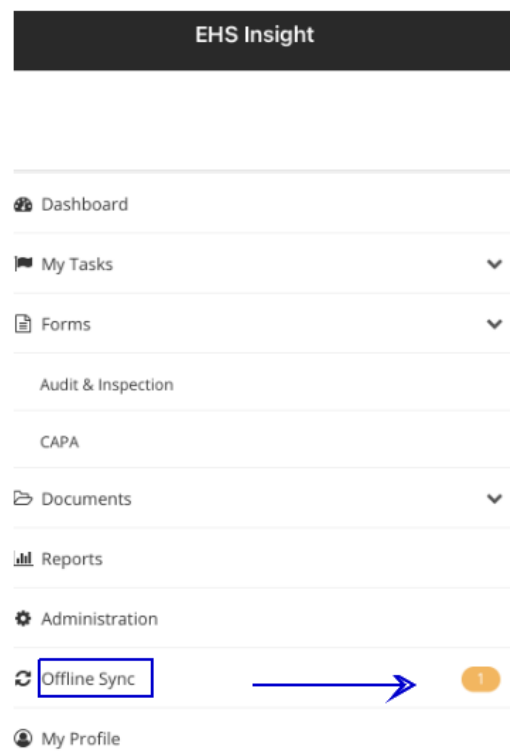 EHS Insight
Dashboard
My Tasks
Forms
Audit & Inspection
CAPA
Documents
Reports
Administration
Offline Sync 1
My Profile